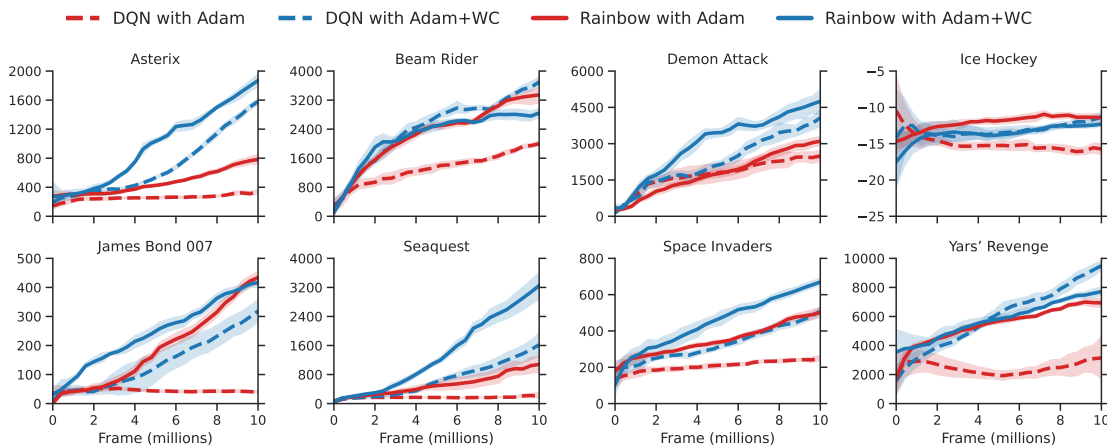 DQN with Adam DQN with Adam+WC Rainbow with Adam Rainbow with Adam+WC
Asterix Beam Rider Demon Attack Ice Hockey
2000 4000 6000 −5
1600 3200 4500 −10
1200 2400 3000 −15
800 1600 1500 −20
400 800 0 −25
0 0
James Bond 007 Seaquest Space Invaders Yars’ Revenge
500 4000 800 10000
400 3200 600 8000
300 2400 400 6000
200 1600 200 4000
100 800 0 2000
0 0 0
0 2 4 6 8 10 0 2 4 6 8 10 0 2 4 6 8 10 0 2 4 6 8 10
Frame (millions) Frame (millions) Frame (millions) Frame (millions)